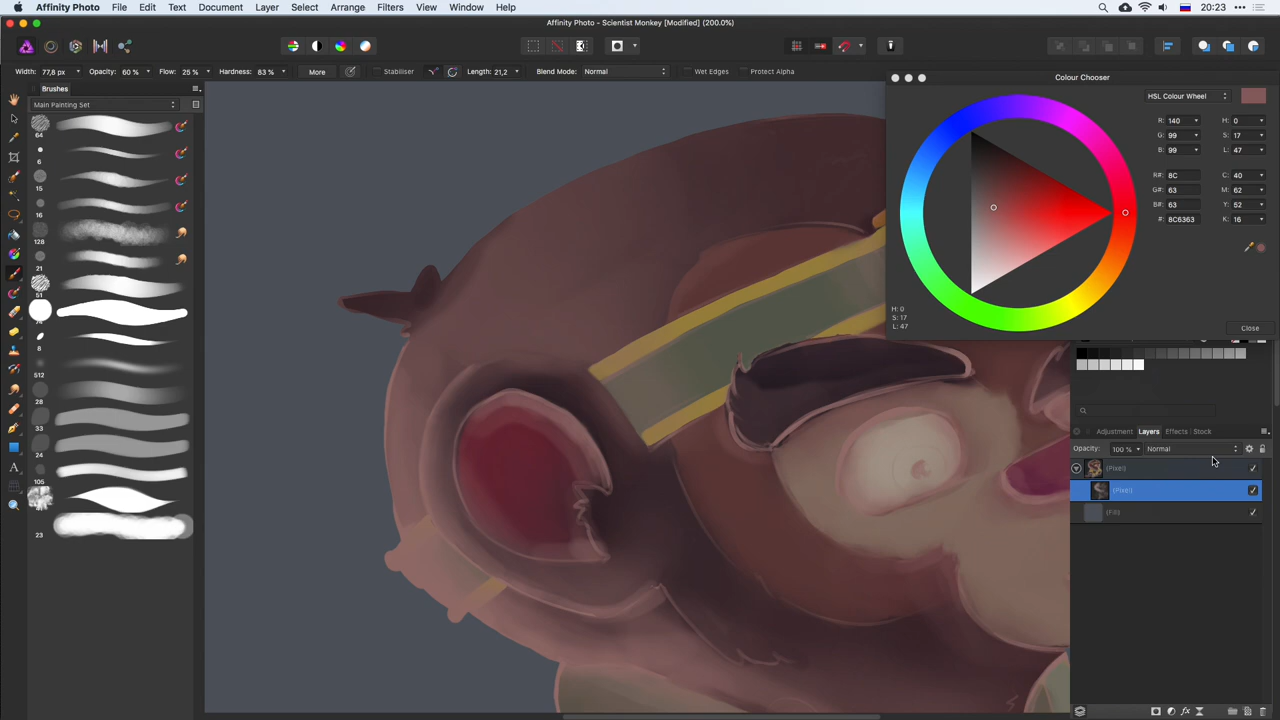 Affinity Photo File Edit Text Document Layer Select Arrange Filters View Window Help 20:23
Affinity Photo - Scientist Monkey [Modified] (200.0%)
Width: 77,8 px Opacity: 60 % Flow: 25 % Hardness: 83 % More Stabiliser Length: 21,2 Blend Mode: Normal Wet Edges Protect Alpha
Brushes
Main Painting Set
64
6
15
16
128
21
51
8
512
28
33
24
105
23
Colour Chooser
HSL Colour Wheel
R: 140 H: 0
G: 99 S: 17
B: 99 L: 47
R#: 8C C: 40
G#: 63 M: 62
B#: 63 Y: 52
#: 8C6363 K: 16
H: 0
S: 17
L: 47
Close
Adjustment Layers Effects Stock
Opacity: 100 % Normal
(Pixel)
(Pixel)
(Fill)